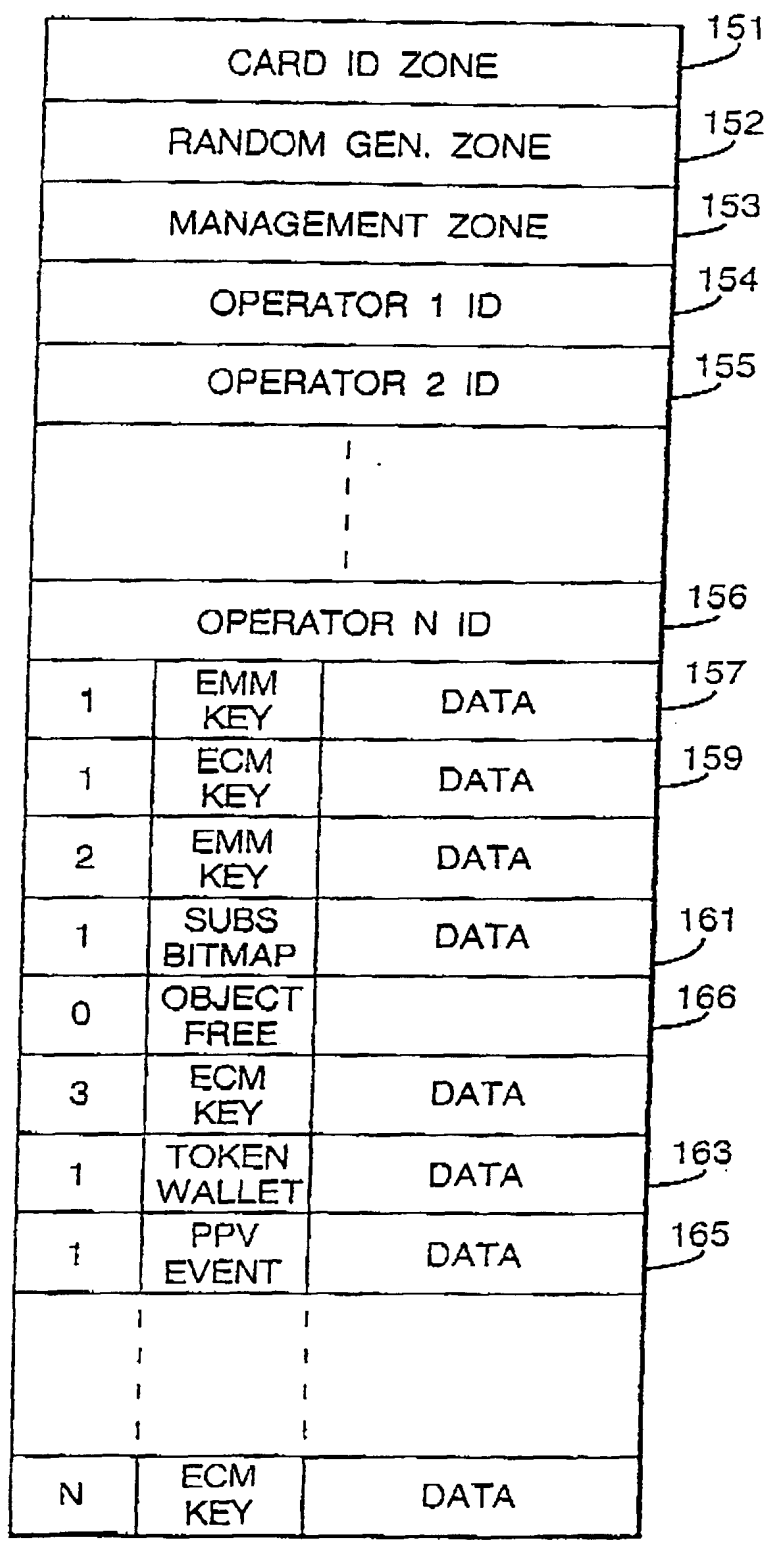 CARD ID ZONE 151
RANDOM GEN. ZONE 152
MANAGEMENT ZONE 153
OPERATOR 1 ID 154
OPERATOR 2 ID 155
OPERATOR N ID 156
1 EMM KEY DATA 157
1 ECM KEY DATA 159
2 EMM KEY DATA
1 SUBS BITMAP DATA 161
0 OBJECT FREE 166
3 ECM KEY DATA
1 TOKEN WALLET DATA 163
1 PPV EVENT DATA 165
N ECM KEY DATA